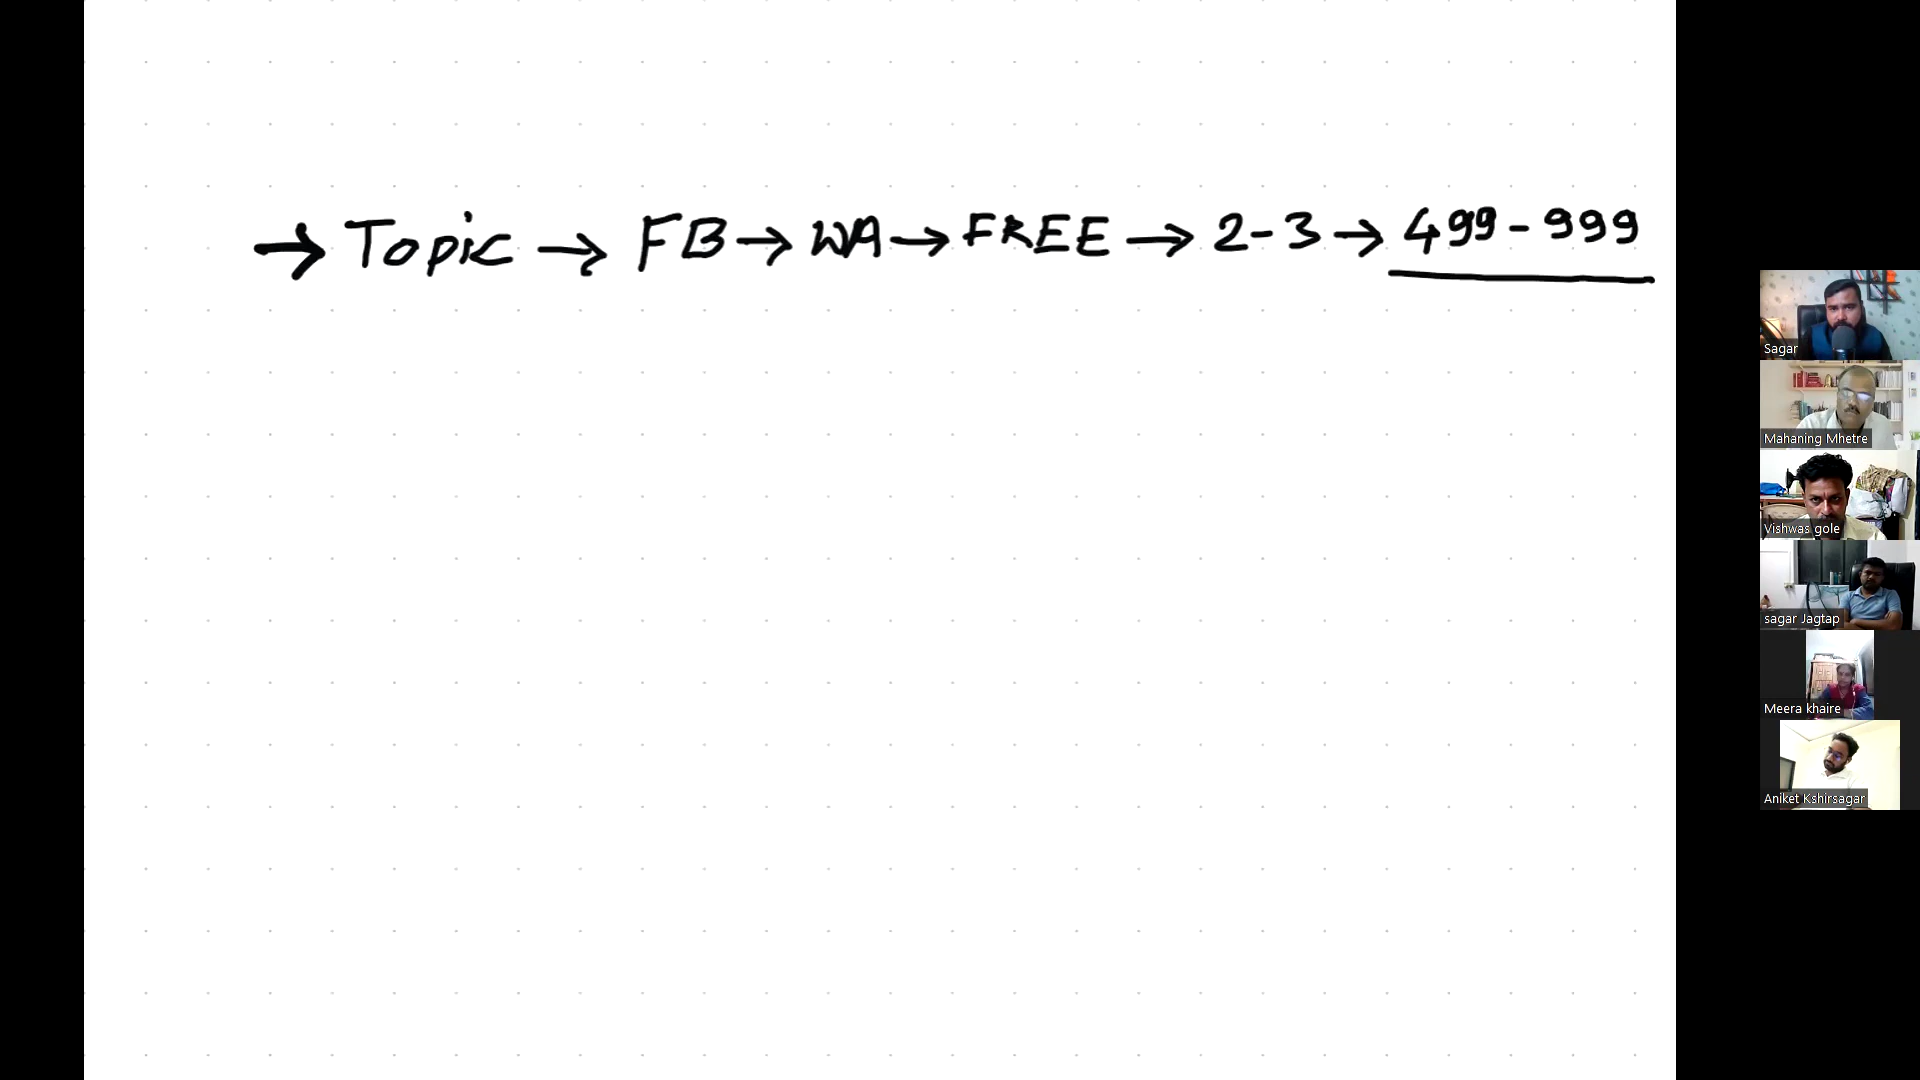 → Topic → FB → WA → FREE → 2-3 → 499-999
Sagar
Mahaning Mhetre
Vishwas gole
sagar Jagtap
Meera khaire
Aniket Kshirsagar